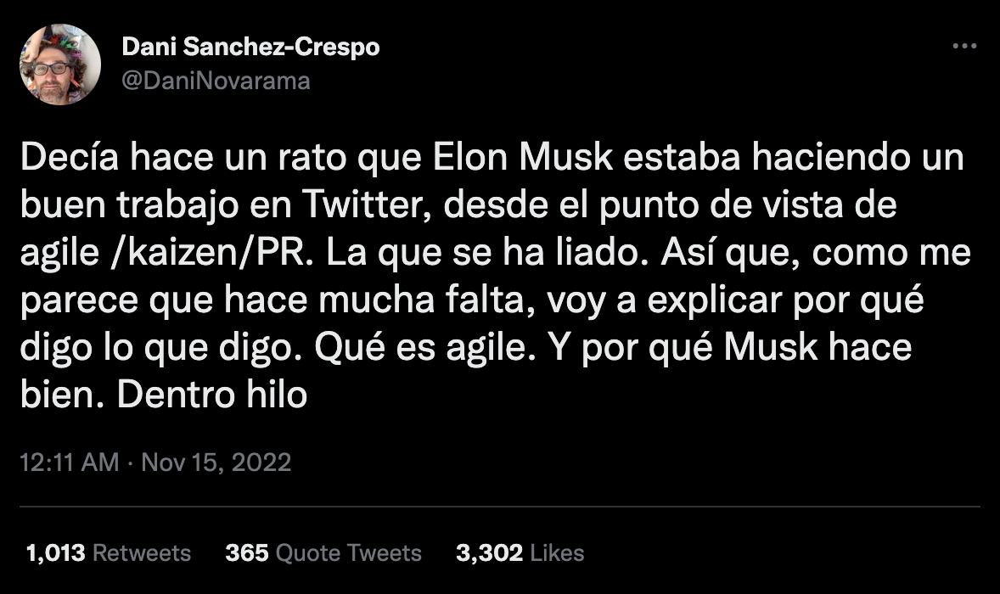 Dani Sanchez-Crespo
@DaniNovarama
Decía hace un rato que Elon Musk estaba haciendo un
buen trabajo en Twitter, desde el punto de vista de
agile /kaizen/PR. La que se ha liado. Así que, como me
parece que hace mucha falta, voy a explicar por qué
digo lo que digo. Qué es agile. Y por qué Musk hace
bien. Dentro hilo
12:11 AM · Nov 15, 2022
1,013 Retweets 365 Quote Tweets 3,302 Likes